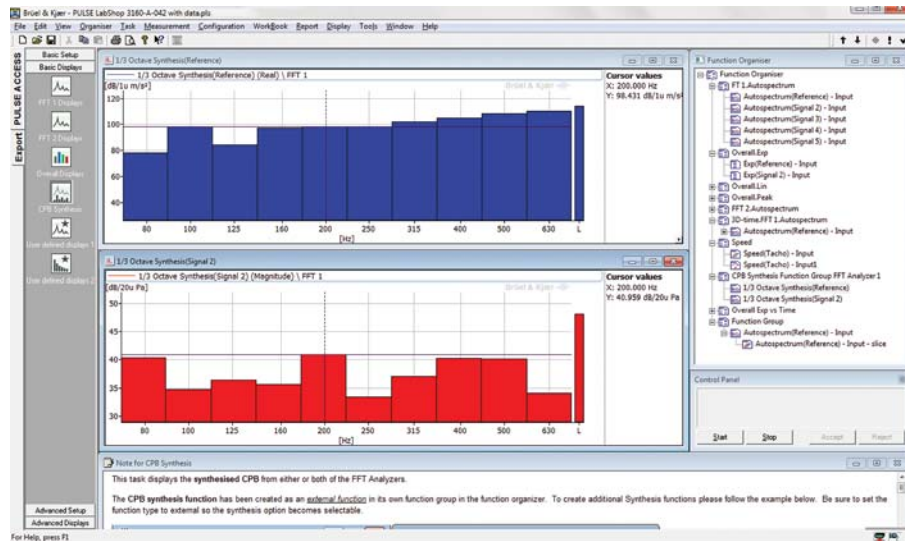 Brüel & Kjær - PULSE LabShop 3160-A-042 with data.pls
File Edit View Organiser Task Measurement Configuration WorkBook Report Display Tools Window Help
Export PULSE ACCESS
Basic Setup
Basic Displays
FFT 1 Displays
FFT 2 Displays
Overall Displays
CPB Synthesis
User defined displays 1
User defined displays 2
Advanced Setup
Advanced Displays
1/3 Octave Synthesis(Reference)
1/3 Octave Synthesis(Reference) (Real) \ FFT 1
[dB/1u m/s²]
Brüel & Kjær
Cursor values
X: 200.000 Hz
Y: 98.431 dB/1u m/s²
120
100
80
60
40
80 100 125 160 200 250 315 400 500 630 L
[Hz]
1/3 Octave Synthesis(Signal 2)
1/3 Octave Synthesis(Signal 2) (Magnitude) \ FFT 1
[dB/20u Pa]
Brüel & Kjær
Cursor values
X: 200.000 Hz
Y: 40.959 dB/20u Pa
50
45
40
35
30
80 100 125 160 200 250 315 400 500 630 L
[Hz]
Note for CPB Synthesis
This task displays the synthesised CPB from either or both of the FFT Analyzers.
The CPB synthesis function has been created as an external function in its own function group in the function organizer. To create additional Synthesis functions please follow the example below. Be sure to set the
function type to external so the synthesis option becomes selectable.
Function Organiser
Function Organiser
FT 1.Autospectrum
Autospectrum(Reference) - Input
Autospectrum(Signal 2) - Input
Autospectrum(Signal 3) - Input
Autospectrum(Signal 4) - Input
Autospectrum(Signal 5) - Input
Overall.Exp
Exp(Reference) - Input
Exp(Signal 2) - Input
Overall.Lin
Overall.Peak
FFT 2.Autospectrum
3D-time.FFT 1.Autospectrum
Autospectrum(Reference) - Input
Speed
Speed(Tacho) - Input
Speed(Tacho) - Input1
CPB Synthesis Function Group FFT Analyzer 1
1/3 Octave Synthesis(Reference)
1/3 Octave Synthesis(Signal 2)
Overall Exp vs Time
Function Group
Autospectrum(Reference) - Input
Autospectrum(Reference) - Input - slice
Control Panel
Start Stop Accept Reject
For Help, press F1